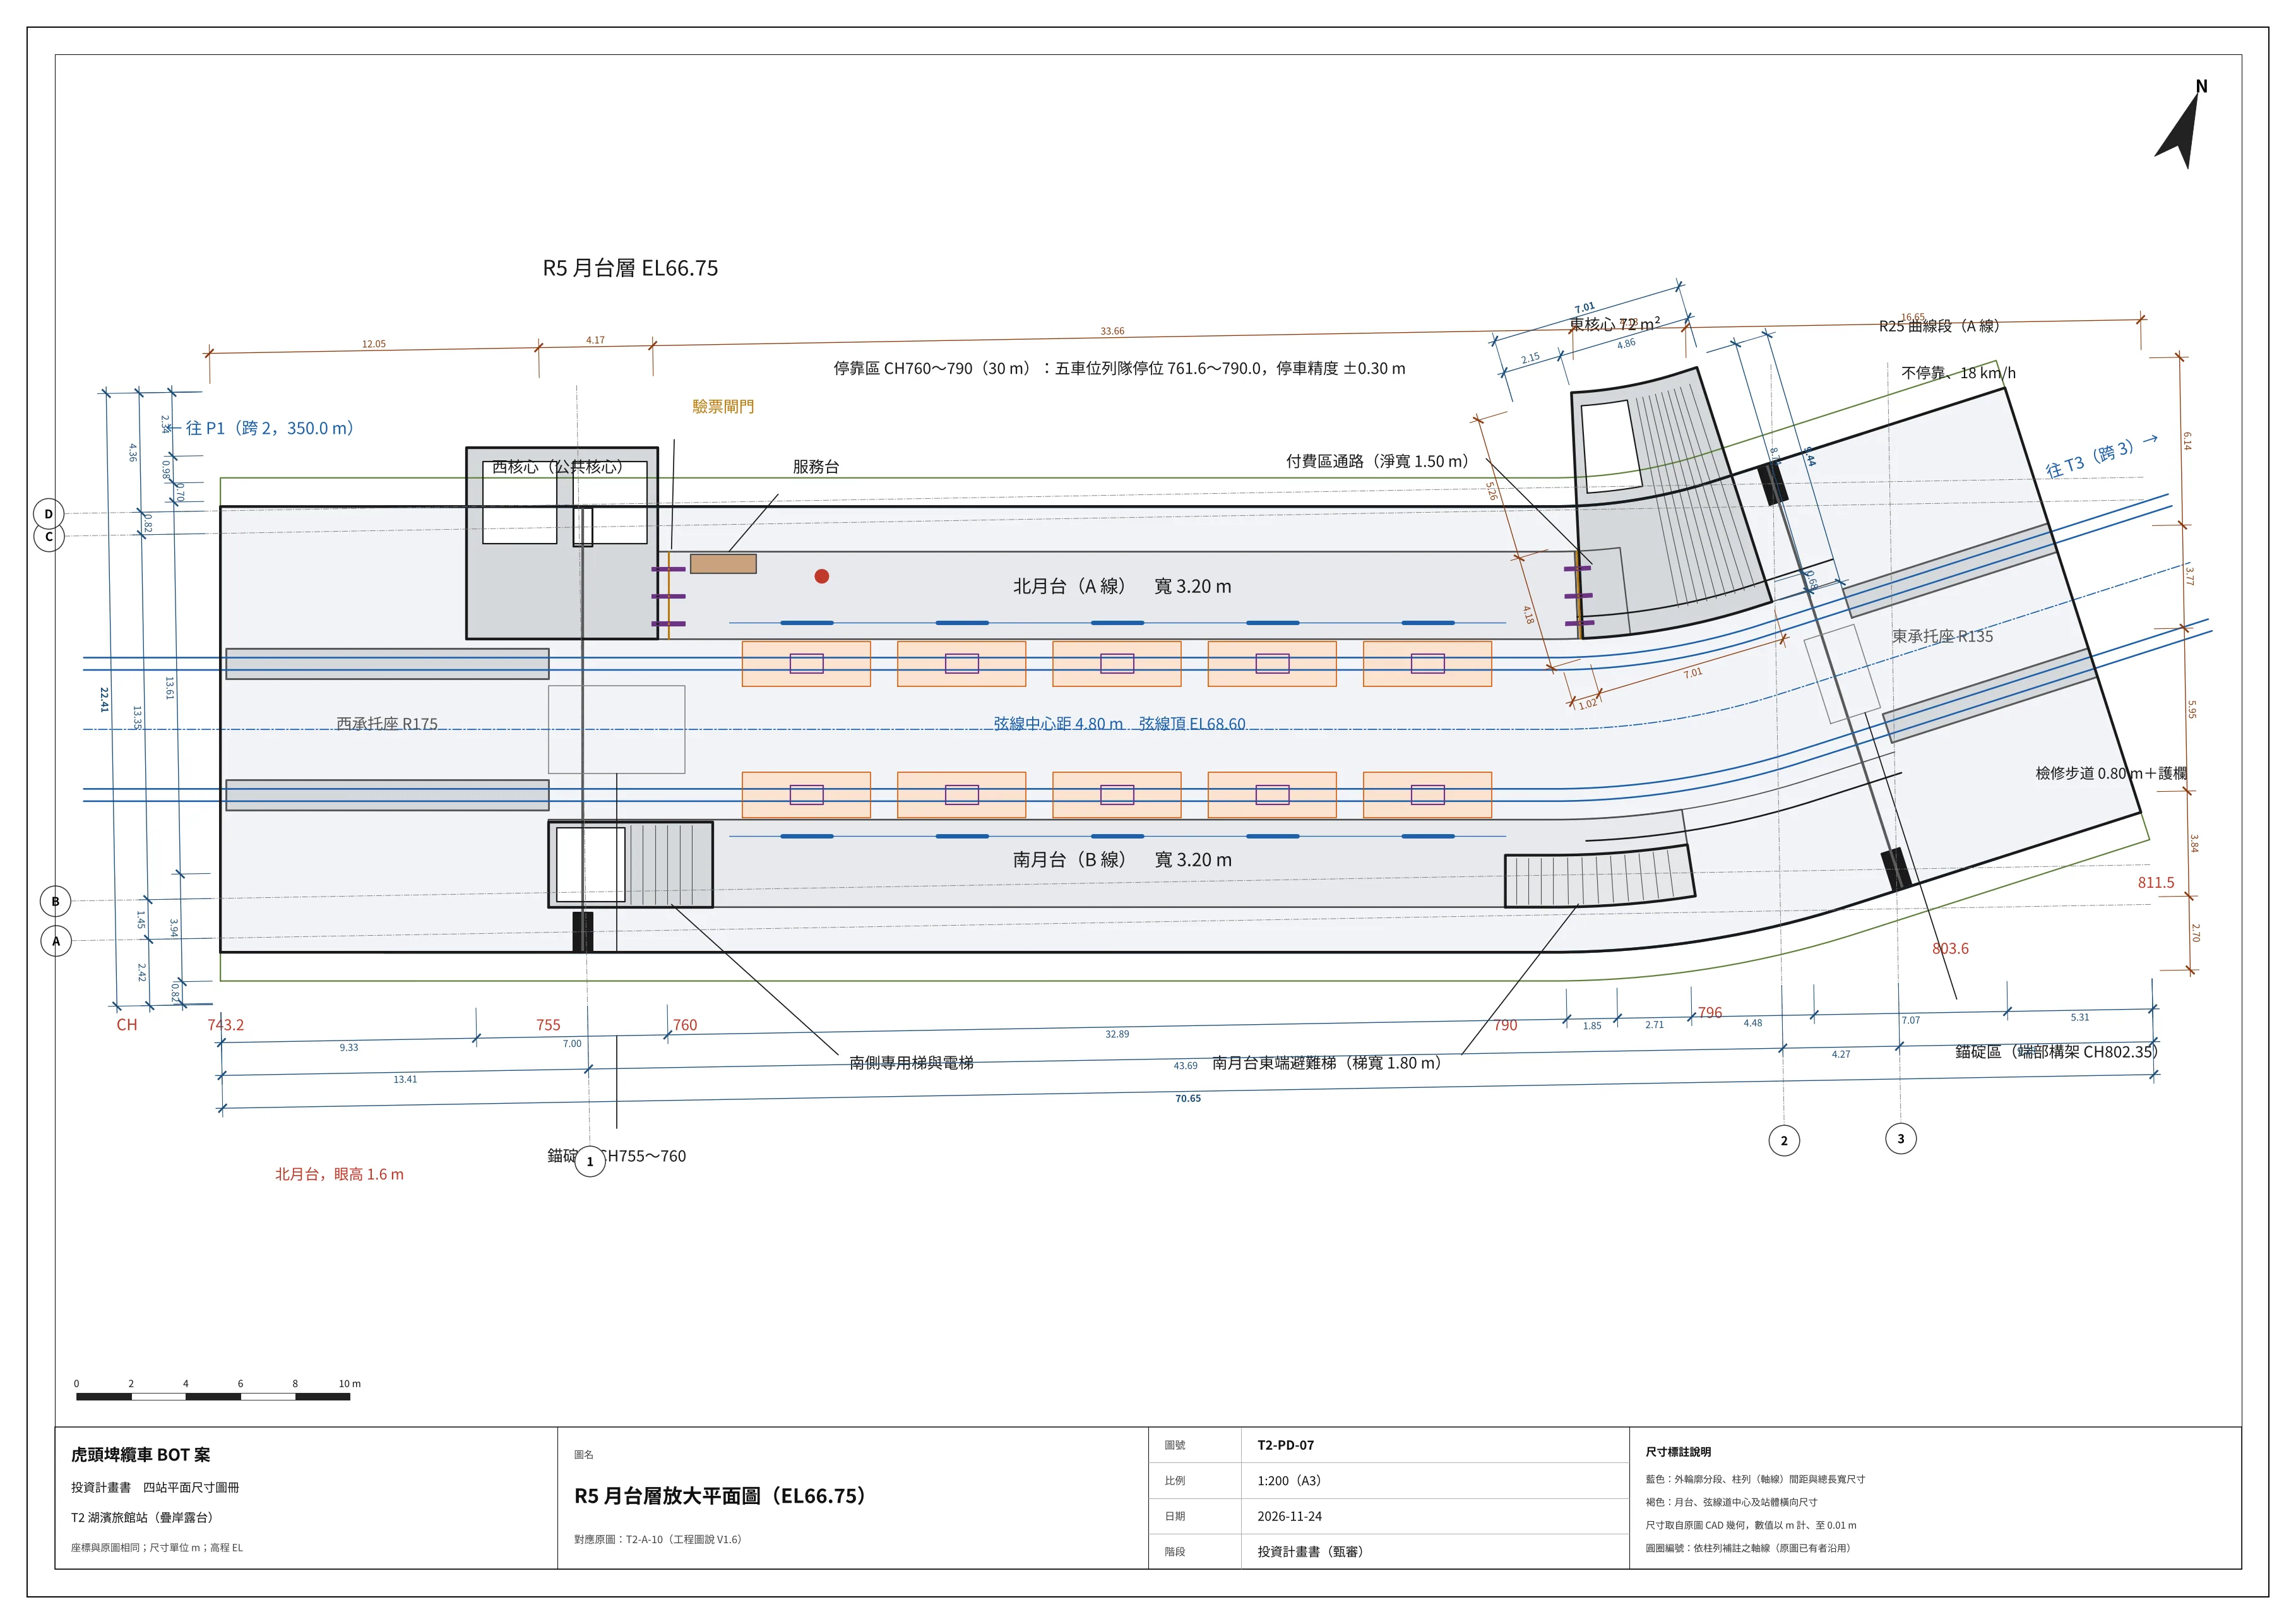 N
R5 月台層 EL66.75
7.01
東核心 72 m²
2.15
4.86
R25 曲線段（A 線）
16.65
12.05
4.17
33.66
停靠區 CH760～790（30 m）：五車位列隊停位 761.6～790.0，停車精度 ±0.30 m
不停靠、18 km/h
驗票閘門
← 往 P1（跨 2，350.0 m）
2.34
4.36
0.98
0.70
0.82
西核心（公共核心）
服務台
付費區通路（淨寬 1.50 m）
5.26
8.44
6.14
往 T3（跨 3）→
D
C
北月台（A 線） 寬 3.20 m
4.18
0.68
3.77
東承托座 R135
7.01
1.02
22.41
13.35
13.61
西承托座 R175
弦線中心距 4.80 m 弦線頂 EL68.60
5.95
檢修步道 0.80 m＋護欄
南月台（B 線） 寬 3.20 m
3.84
811.5
B
A
1.45
3.94
2.70
803.6
2.42
0.82
CH
743.2
755
760
790
796
9.33
7.00
32.89
1.85
2.71
4.48
7.07
5.31
南側專用梯與電梯
南月台東端避難梯（梯寬 1.80 m）
錨碇區（端部構架 CH802.35）
13.41
43.69
4.27
70.65
1
2
3
錨碇
CH755～760
北月台，眼高 1.6 m
0
2
4
6
8
10 m
虎頭埤纜車 BOT 案
投資計畫書 四站平面尺寸圖冊
T2 湖濱旅館站（疊岸露台）
座標與原圖相同；尺寸單位 m；高程 EL
圖名
R5 月台層放大平面圖（EL66.75）
對應原圖：T2-A-10（工程圖說 V1.6）
圖號
T2-PD-07
比例
1:200（A3）
日期
2026-11-24
階段
投資計畫書（甄審）
尺寸標註說明
藍色：外輪廓分段、柱列（軸線）間距與總長寬尺寸
褐色：月台、弦線道中心及站體橫向尺寸
尺寸取自原圖 CAD 幾何，數值以 m 計、至 0.01 m
圓圈編號：依柱列補註之軸線（原圖已有者沿用）